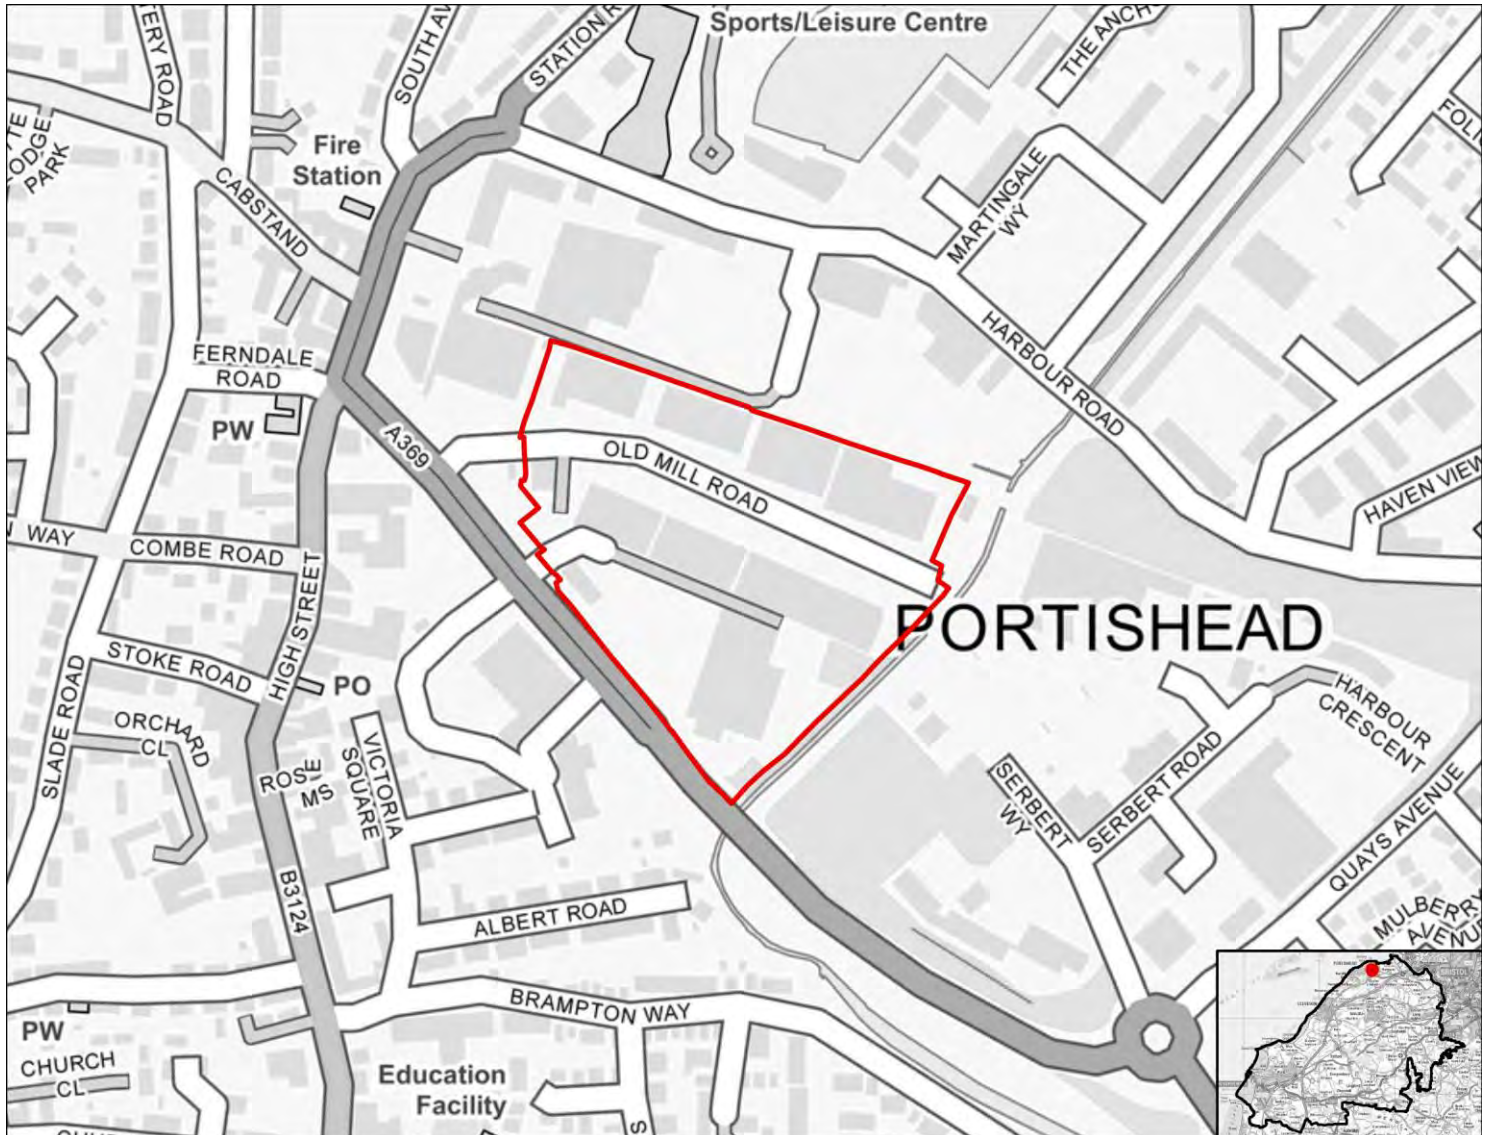 Sports/Leisure Centre
TERY ROAD
SOUTH AV
STATION R
THE ANCH
FOLI
LODGE
PARK
Fire
Station
CABSTAND
MARTINGALE
WY
FERNDALE
ROAD
HARBOUR ROAD
PW
A369
OLD MILL ROAD
HAVEN VIEW
WAY
COMBE ROAD
HIGH STREET
PORTISHEAD
STOKE ROAD
PO
SLADE ROAD
ORCHARD
CL
HARBOUR
CRESCENT
VICTORIA
SQUARE
ROSE
MS
SERBERT
WY
SERBERT ROAD
QUAYS AVENUE
B3124
ALBERT ROAD
MULBERRY
AVENUE
BRAMPTON WAY
PW
CHURCH
CL
Education
Facility
S
BRISTOL